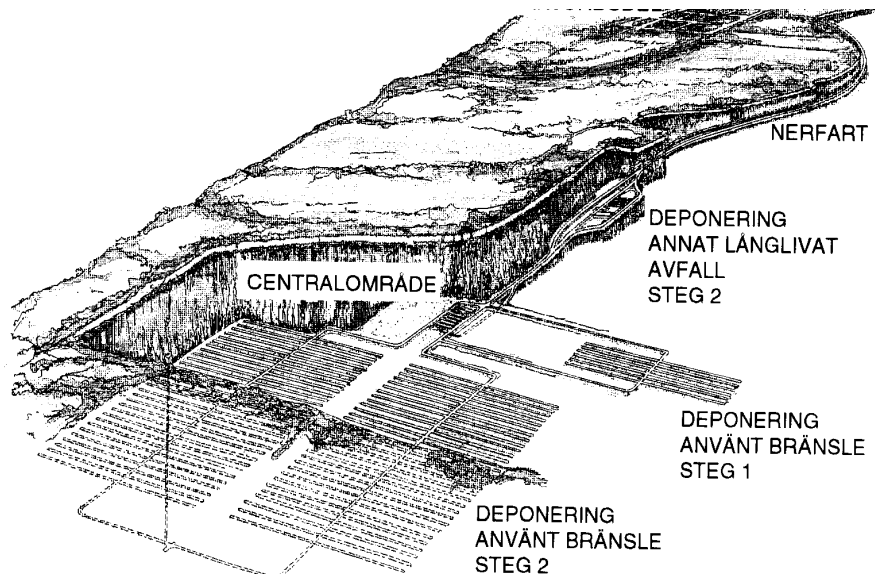 NERFART
DEPONERING
ANNAT LÅNGLIVAT
AVFALL
STEG 2
CENTRALOMRÅDE
DEPONERING
ANVÄNT BRÄNSLE
STEG 1
DEPONERING
ANVÄNT BRÄNSLE
STEG 2